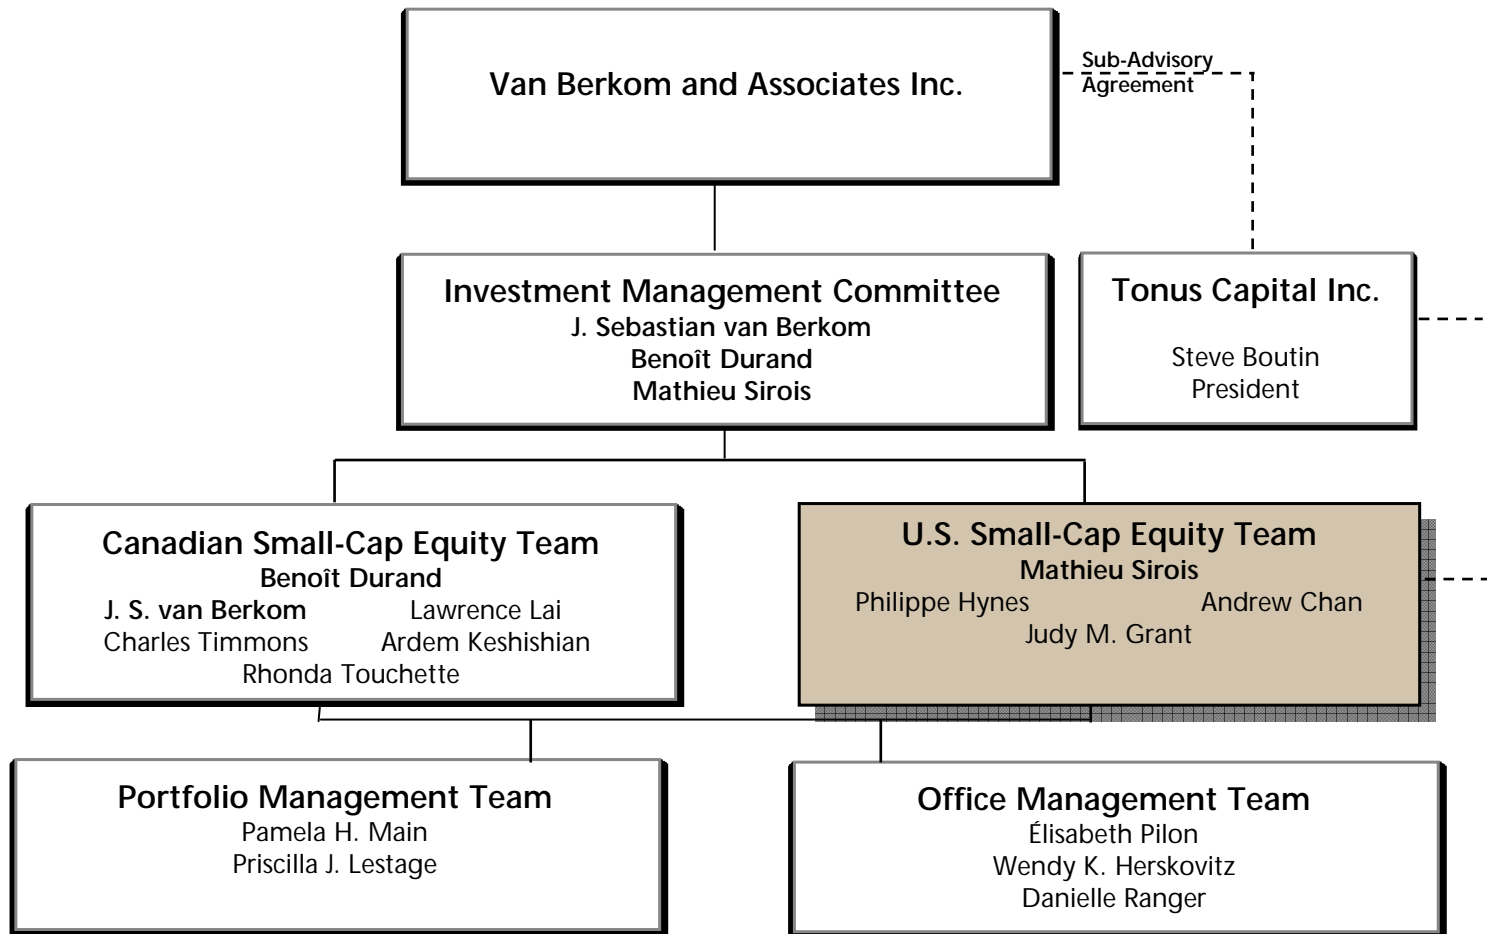 Van Berkom and Associates Inc.
Sub-Advisory
Agreement
Investment Management Committee
J. Sebastian van Berkom
Benoît Durand
Mathieu Sirois
Tonus Capital Inc.
Steve Boutin
President
Canadian Small-Cap Equity Team
Benoît Durand
J. S. van Berkom Lawrence Lai
Charles Timmons Ardem Keshishian
Rhonda Touchette
U.S. Small-Cap Equity Team
Mathieu Sirois
Philippe Hynes Andrew Chan
Judy M. Grant
Portfolio Management Team
Pamela H. Main
Priscilla J. Lestage
Office Management Team
Élisabeth Pilon
Wendy K. Herskovitz
Danielle Ranger